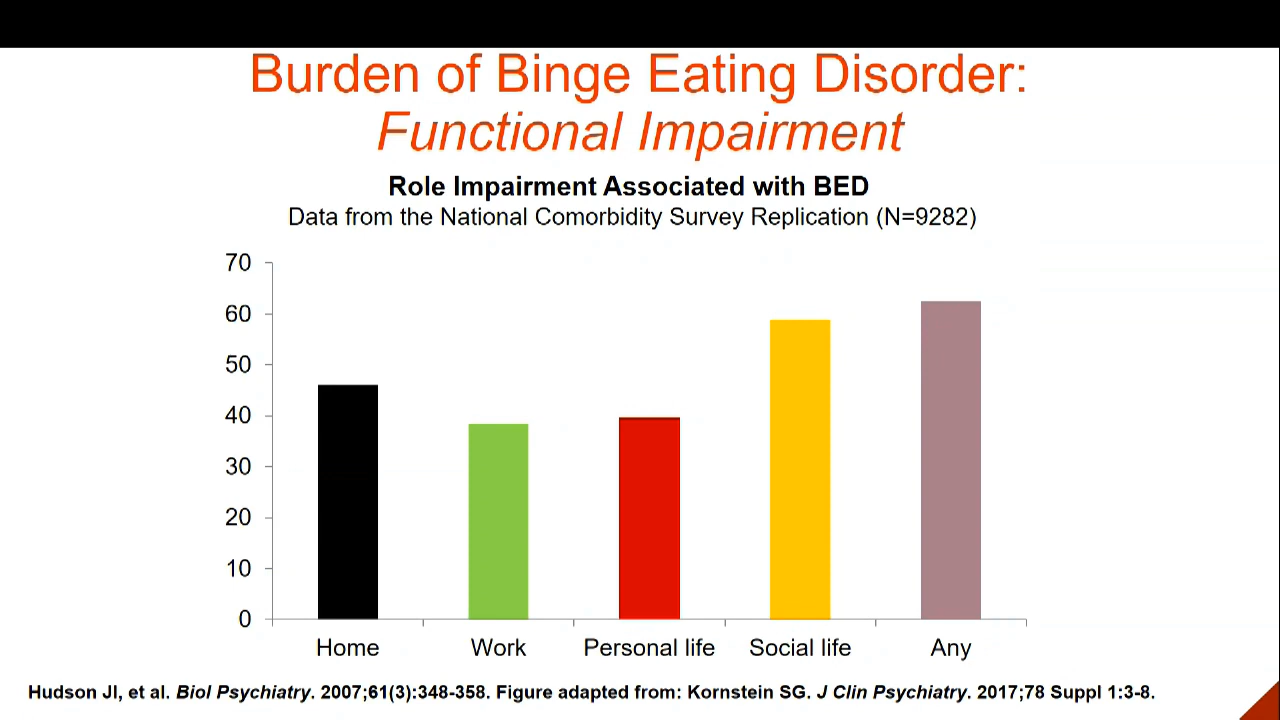 Burden of Binge Eating Disorder:
Functional Impairment
Role Impairment Associated with BED
Data from the National Comorbidity Survey Replication (N=9282)
70
60
50
40
30
20
10
0
Home Work Personal life Social life Any
Hudson JI, et al. Biol Psychiatry. 2007;61(3):348-358. Figure adapted from: Kornstein SG. J Clin Psychiatry. 2017;78 Suppl 1:3-8.